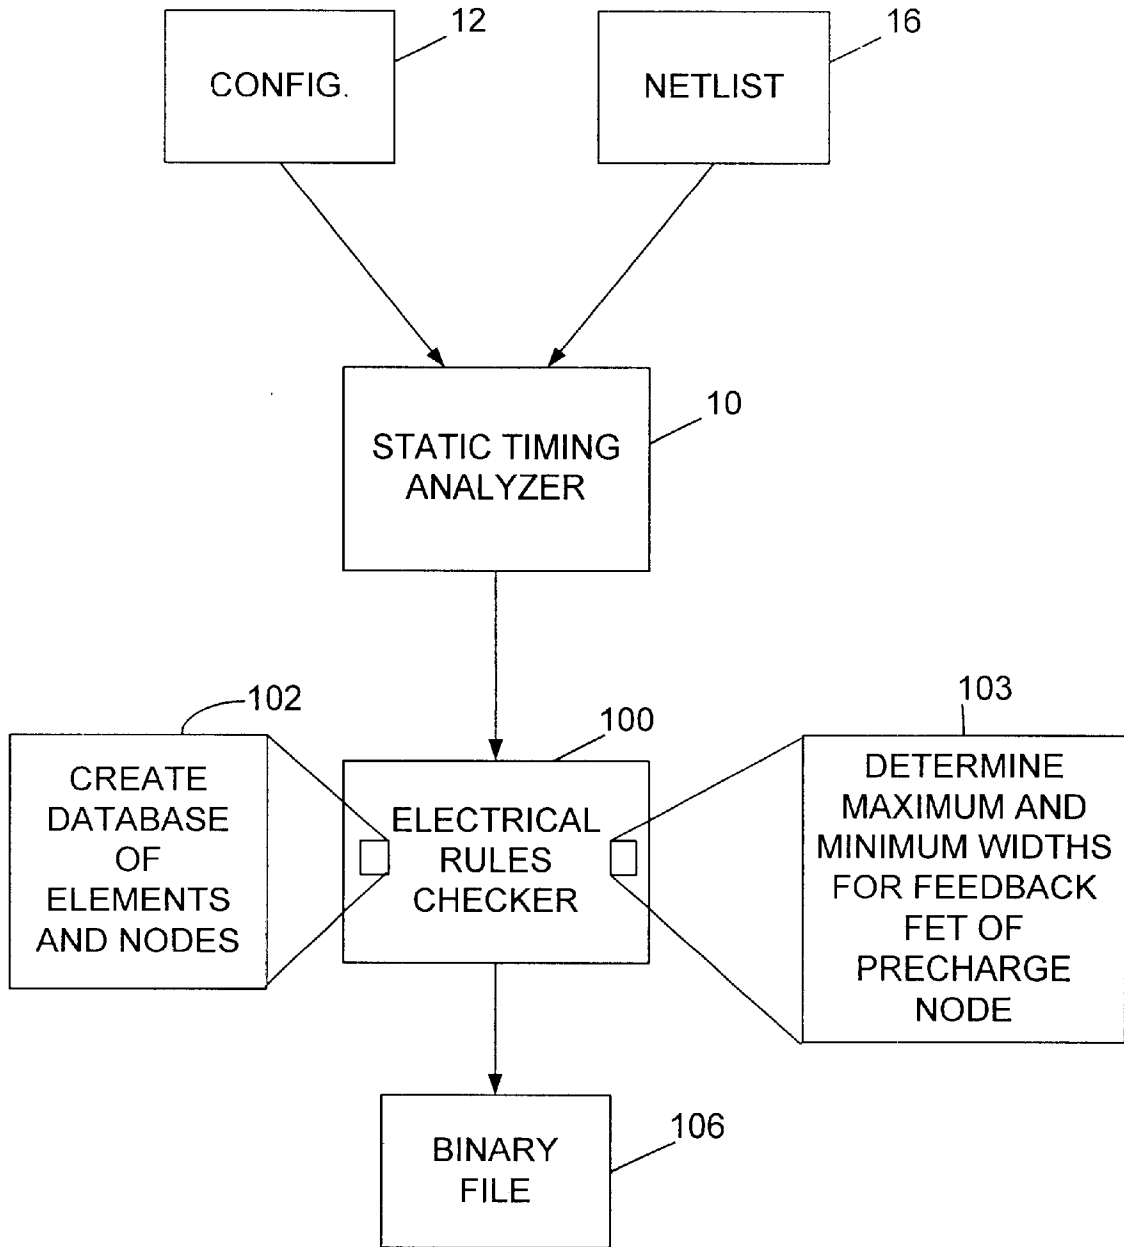 12
CONFIG.
16
NETLIST
10
STATIC TIMING
ANALYZER
102
CREATE
DATABASE
OF
ELEMENTS
AND NODES
100
ELECTRICAL
RULES
CHECKER
103
DETERMINE
MAXIMUM AND
MINIMUM WIDTHS
FOR FEEDBACK
FET OF
PRECHARGE
NODE
106
BINARY
FILE